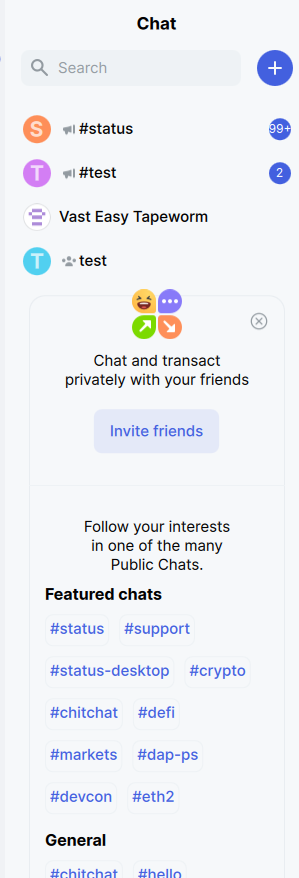 Chat
Search
S #status 99+
T #test 2
Vast Easy Tapeworm
T test
Chat and transact
privately with your friends
Invite friends
Follow your interests
in one of the many
Public Chats.
Featured chats
#status #support
#status-desktop #crypto
#chitchat #defi
#markets #dap-ps
#devcon #eth2
General
#chitchat #hello